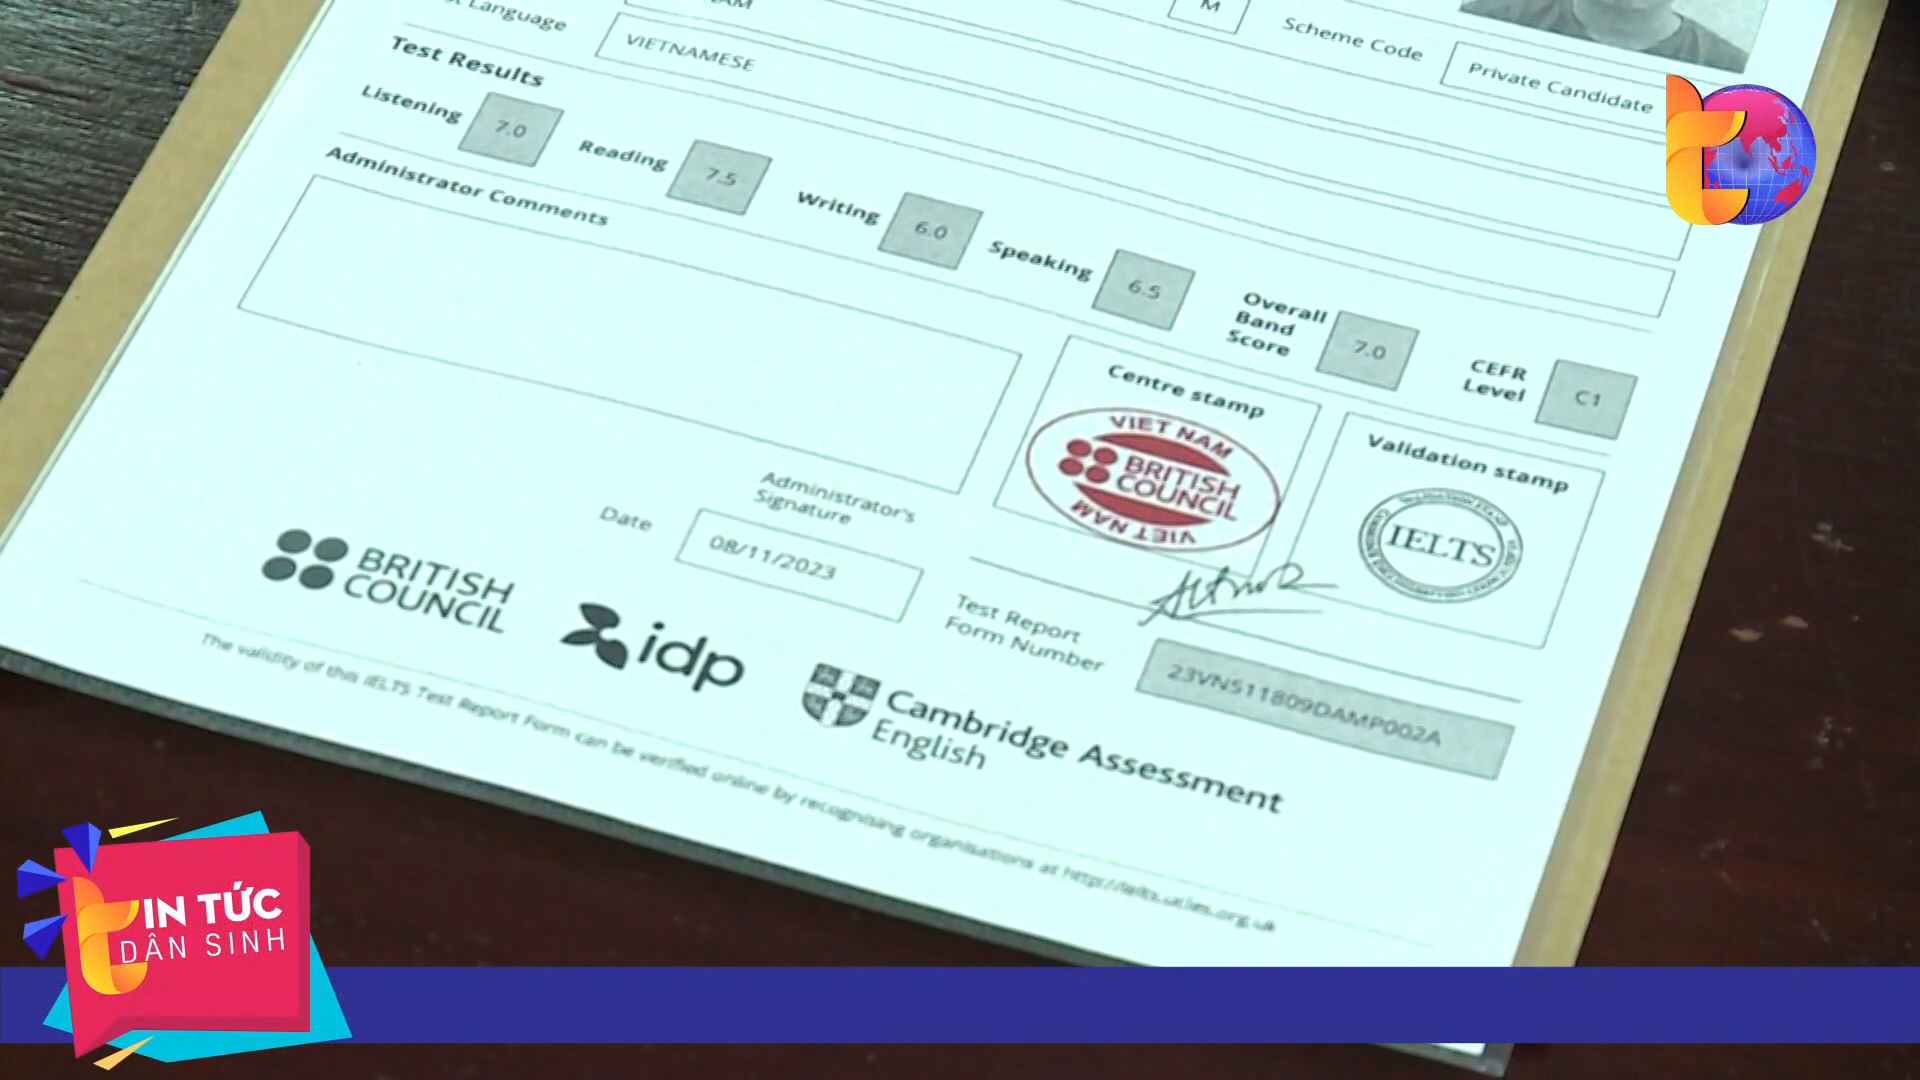 Language
VIETNAMESE
M
Scheme Code
Private Candidate
Test Results
Listening 7.0
Reading 7.5
Writing 6.0
Speaking 6.5
Overall Band Score 7.0
CEFR Level C1
Administrator Comments
Centre stamp
VIET NAM
BRITISH
COUNCIL
VIET NAM
Validation stamp
IELTS
Date 08/11/2023
Administrator's
Signature
Test Report
Form Number
23VN511809DAMP002A
BRITISH
COUNCIL
idp
Cambridge Assessment
English
The validity of this IELTS Test Report Form can be verified online by recognising organisations at http://ielts.ucles.org.uk
TIN TỨC
DÂN SINH